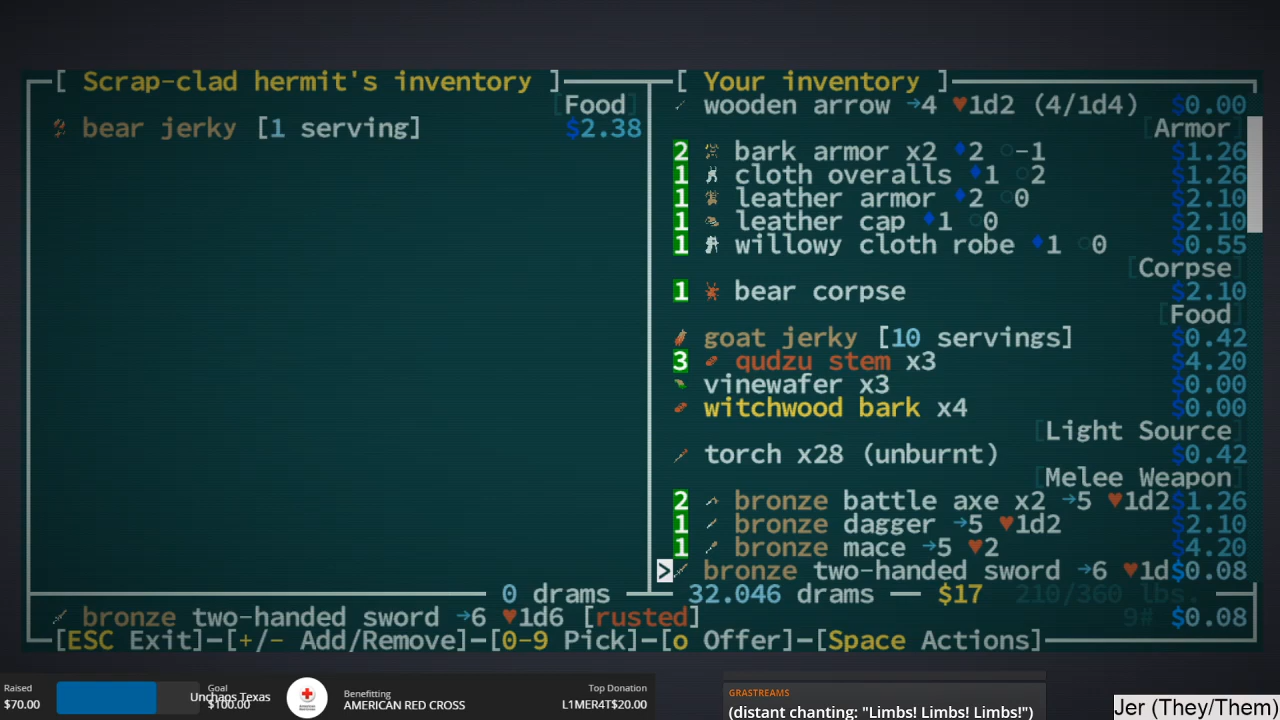 [ Scrap-clad hermit's inventory ]
[Food]
bear jerky [1 serving] $2.38
0 drams
[ Your inventory ]
wooden arrow →4 ♥1d2 (4/1d4) $0.00
[Armor]
2 bark armor x2 ♦2 ○-1 $1.26
1 cloth overalls ♦1 ○2 $1.26
1 leather armor ♦2 ○0 $2.10
1 leather cap ♦1 ○0 $2.10
1 willowy cloth robe ♦1 ○0 $0.55
[Corpse]
1 bear corpse $2.10
[Food]
goat jerky [10 servings] $0.42
3 qudzu stem x3 $4.20
vinewafer x3 $0.00
witchwood bark x4 $0.00
[Light Source]
torch x28 (unburnt) $0.42
[Melee Weapon]
2 bronze battle axe x2 →5 ♥1d2 $1.26
1 bronze dagger →5 ♥1d2 $2.10
1 bronze mace →5 ♥2 $4.20
> bronze two-handed sword →6 ♥1d $0.08
32.046 drams — $17 210/360 lbs.
bronze two-handed sword →6 ♥1d6 [rusted] 9# $0.08
[ESC Exit]—[+/- Add/Remove]—[0-9 Pick]—[o Offer]—[Space Actions]
Raised
$70.00
Goal
$100.00
Unchaos Texas
Benefitting
AMERICAN RED CROSS
Top Donation
L1MER4T$20.00
GRASTREAMS
(distant chanting: "Limbs! Limbs! Limbs!")
Jer (They/Them)